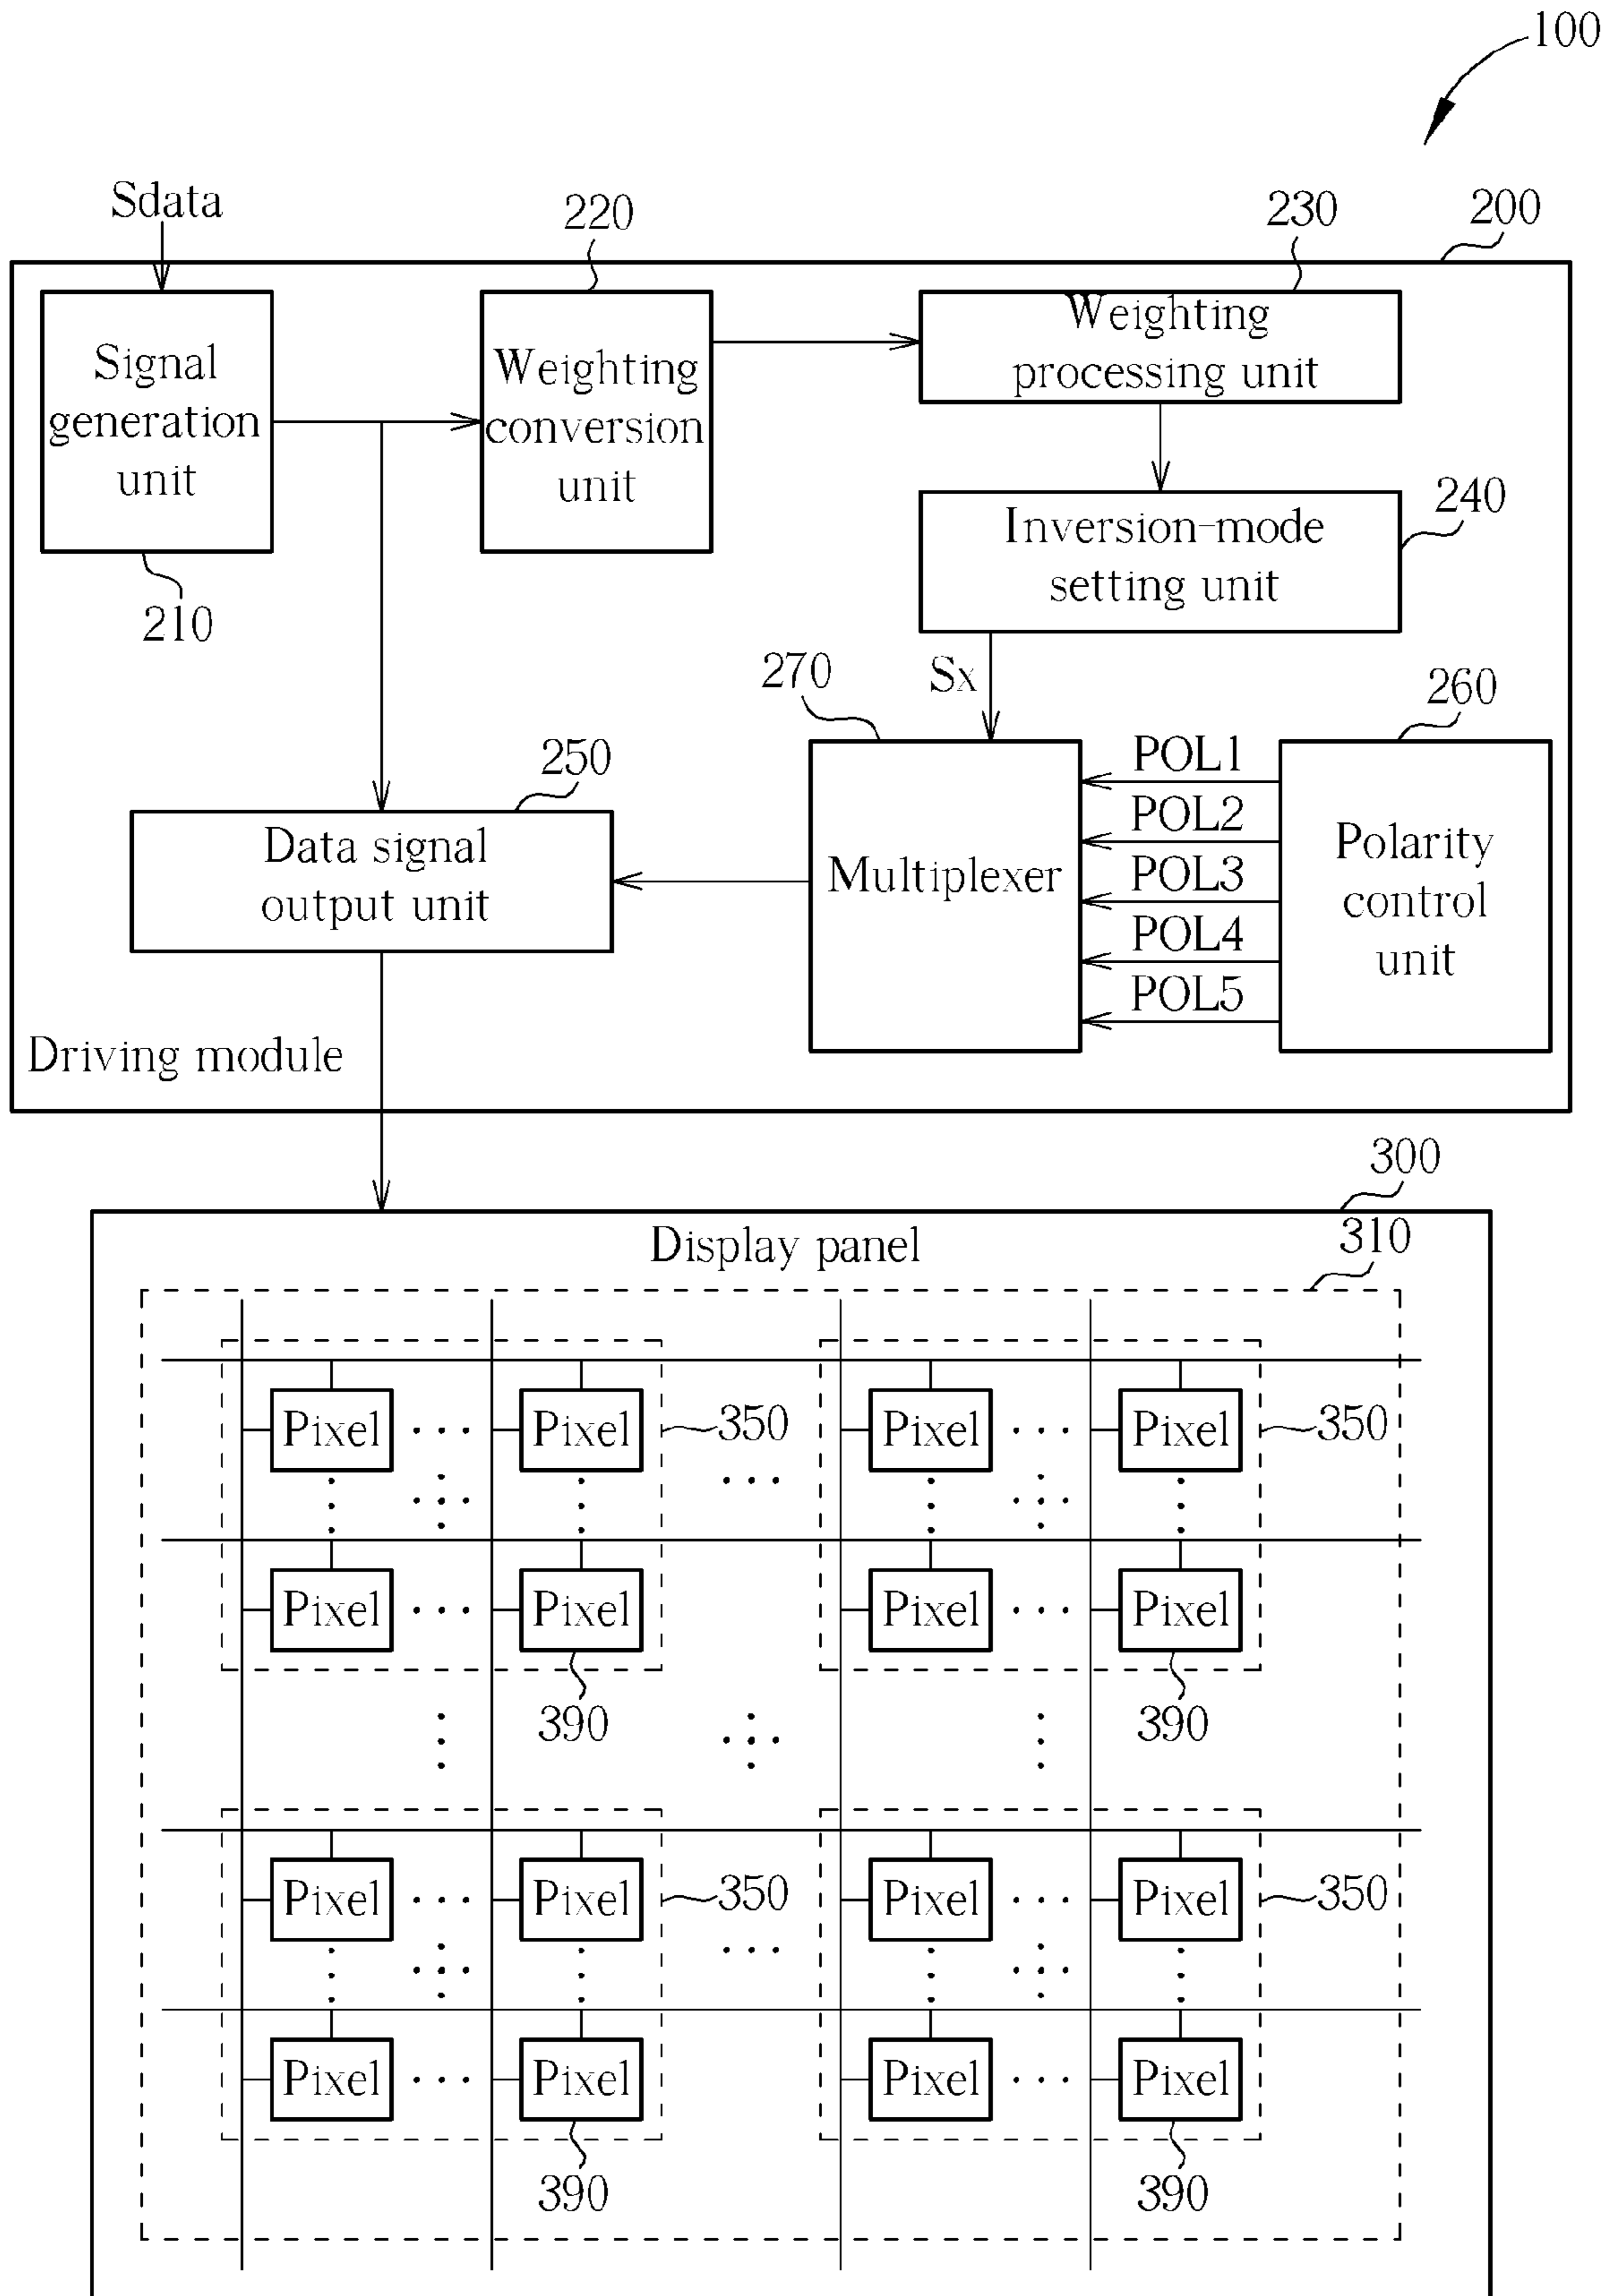 100
Sdata
220
230
200
Signal
generation
unit
Weighting
conversion
unit
Weighting
processing unit
210
Inversion-mode
setting unit
240
Sx
270
260
250
Data signal
output unit
Multiplexer
POL1
POL2
POL3
POL4
POL5
Polarity
control
unit
Driving module
300
Display panel
310
Pixel Pixel 350 Pixel Pixel 350
Pixel Pixel Pixel Pixel
390 390
Pixel Pixel 350 Pixel Pixel 350
Pixel Pixel Pixel Pixel
390 390